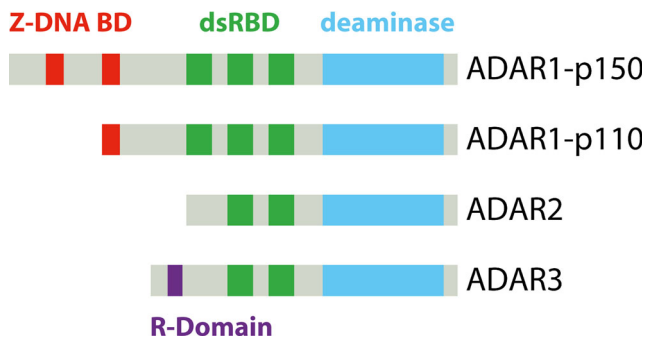 Z-DNA BD dsRBD deaminase
ADAR1-p150
ADAR1-p110
ADAR2
ADAR3
R-Domain